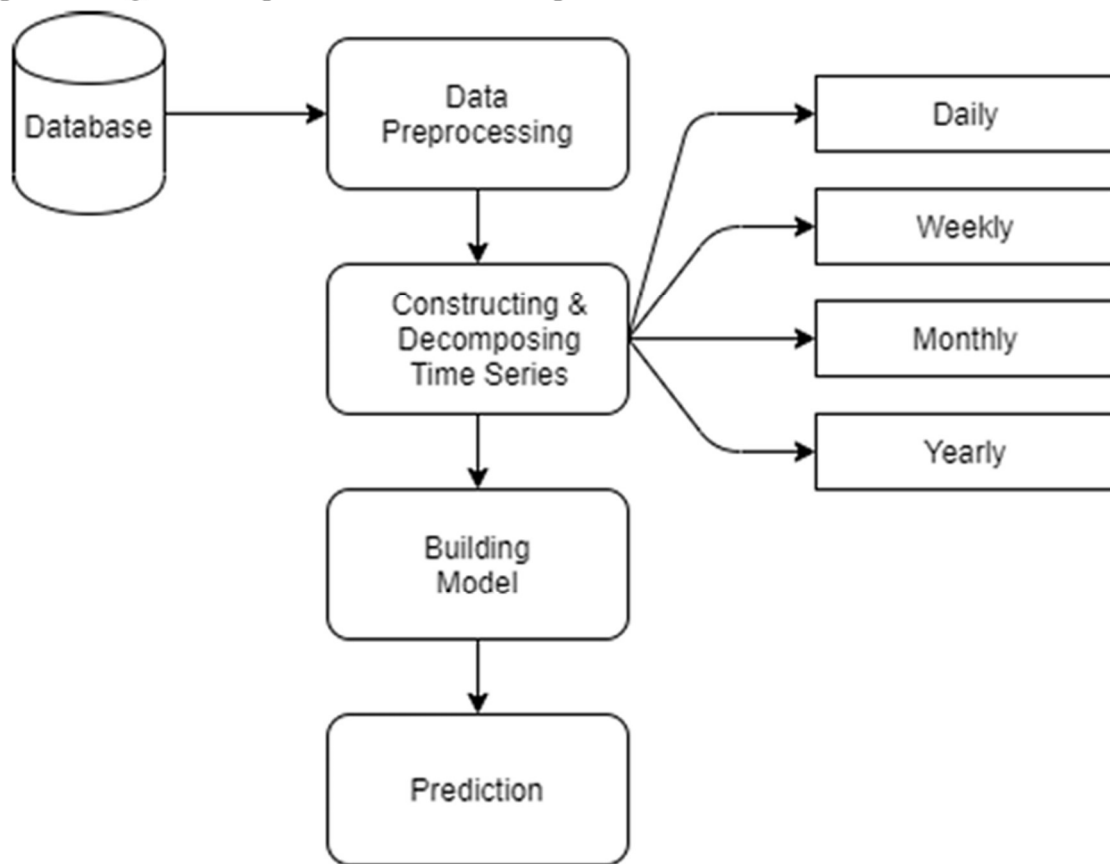 Database
Data
Preprocessing
Daily
Weekly
Constructing &
Decomposing
Time Series
Monthly
Yearly
Building
Model
Prediction